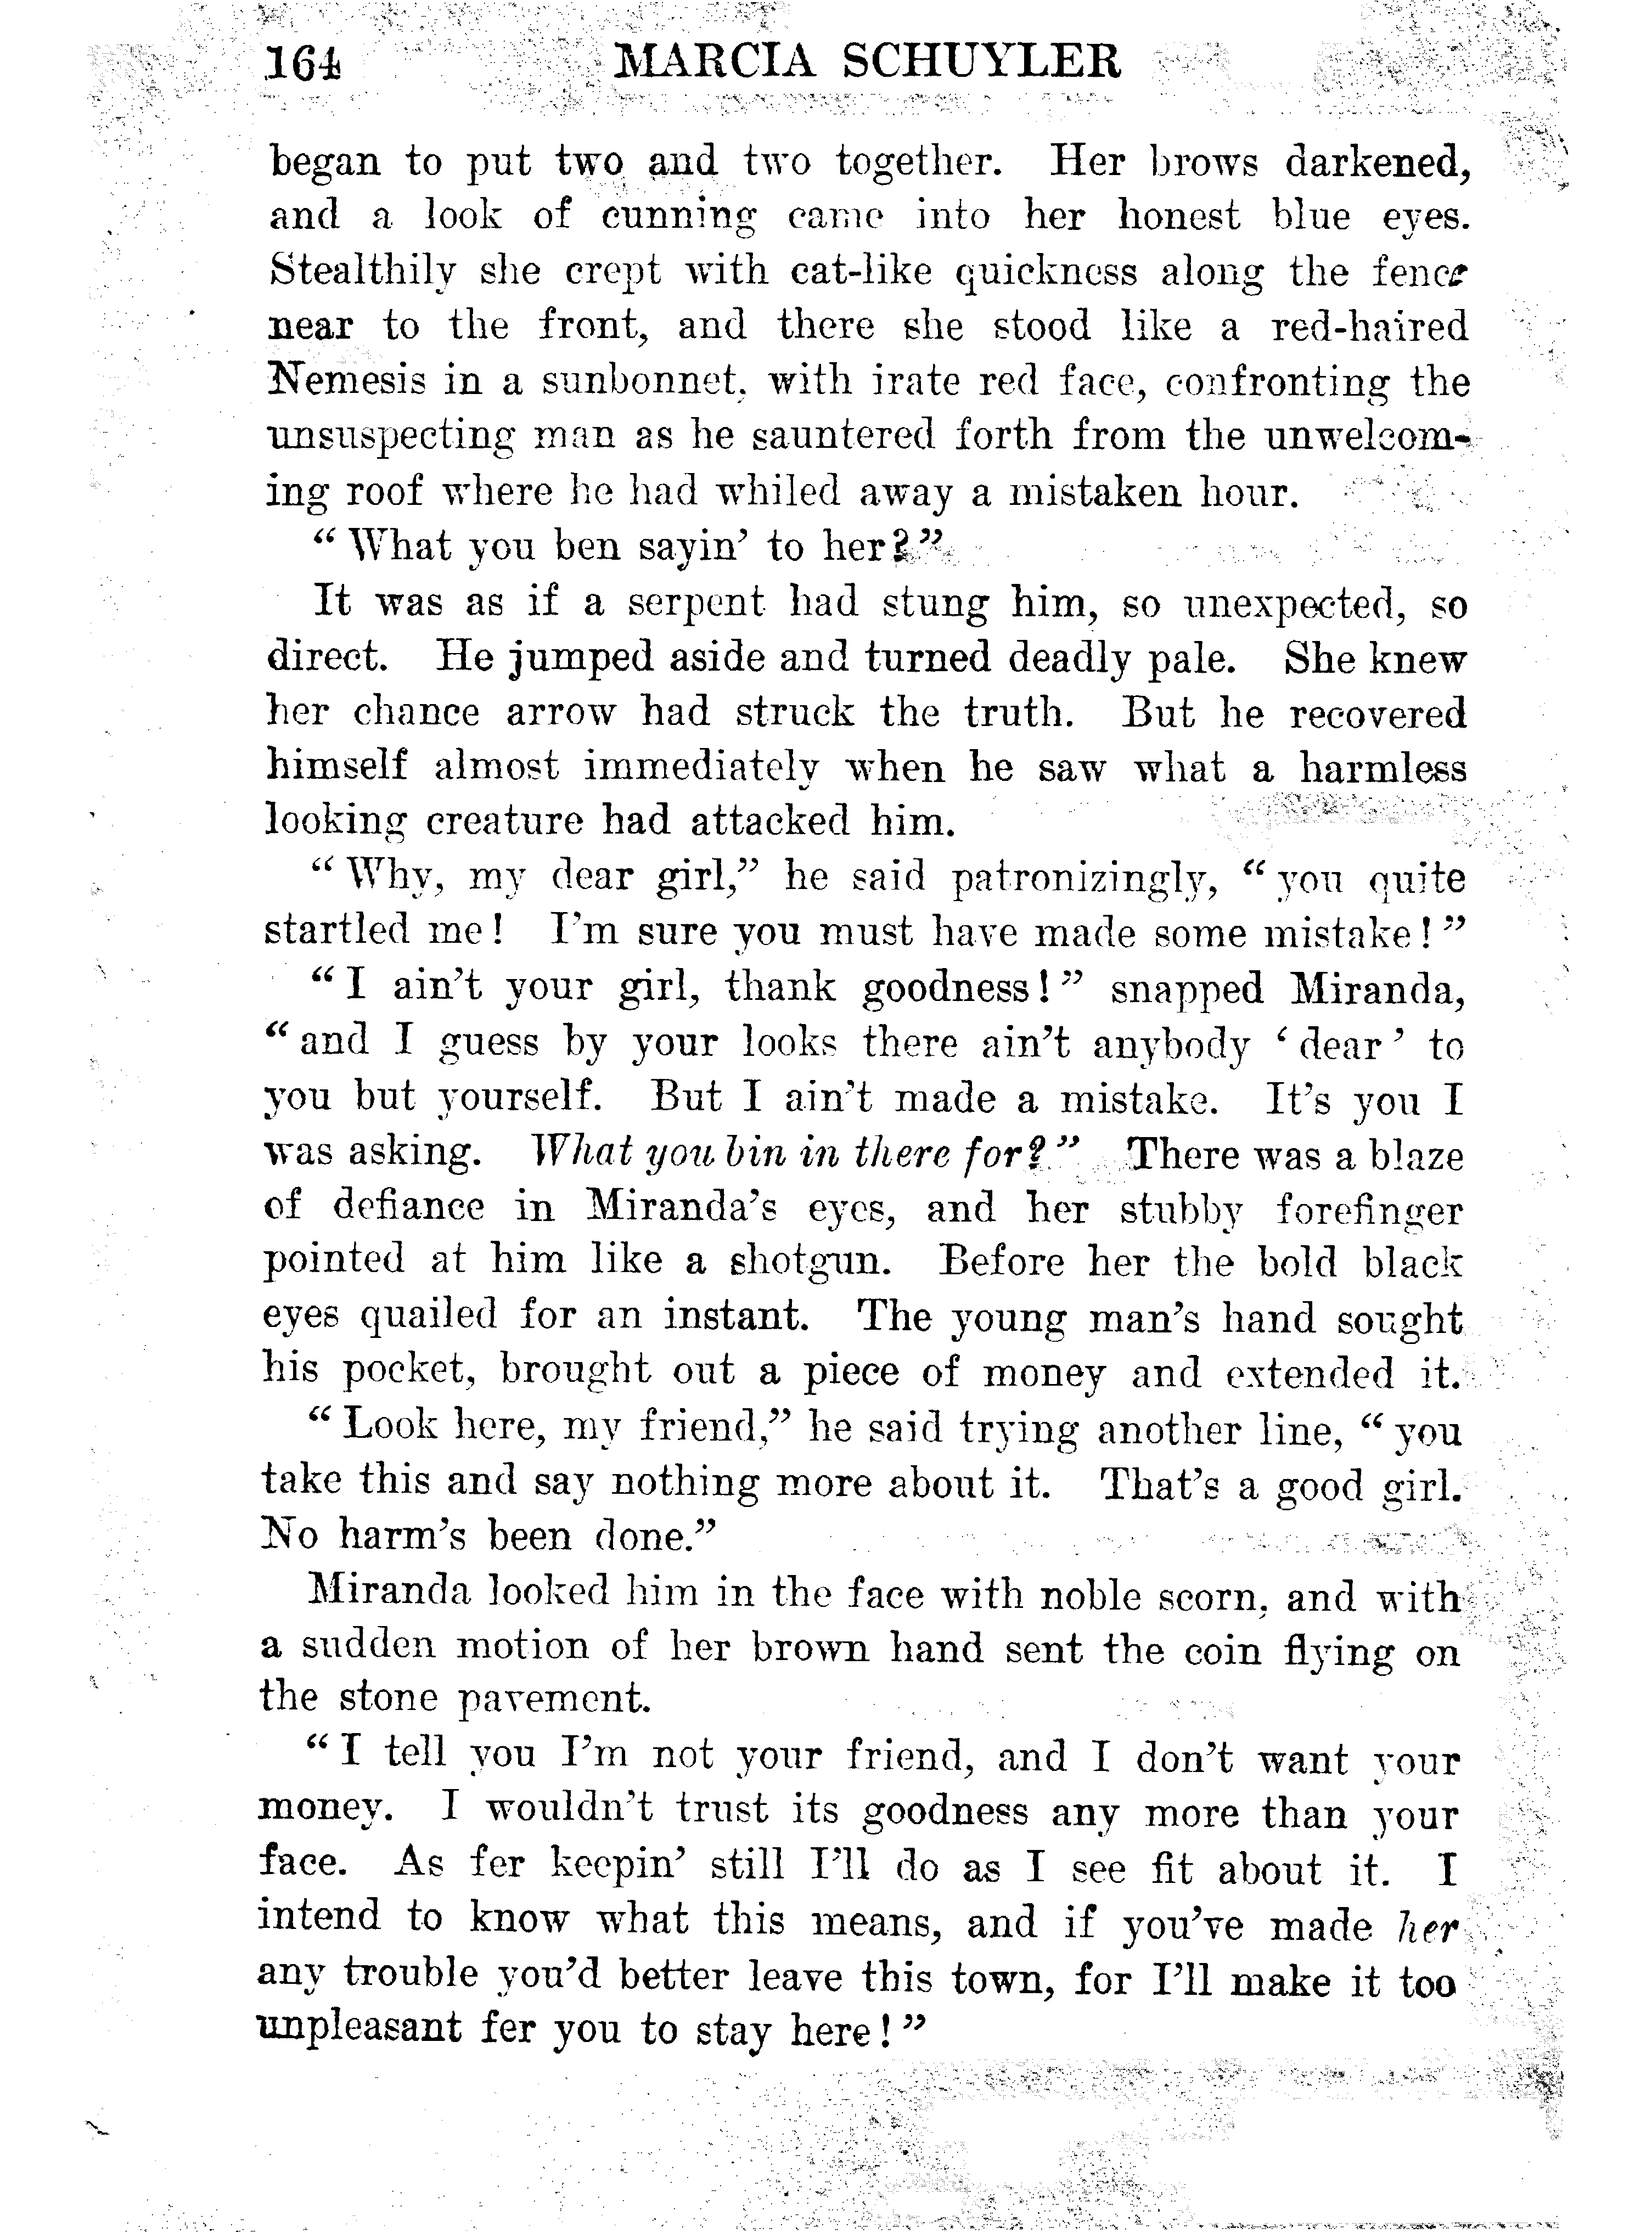 164 MARCIA SCHUYLER
began to put two and two together. Her brows darkened,
and a look of cunning came into her honest blue eyes.
Stealthily she crept with cat-like quickness along the fence
near to the front, and there she stood like a red-haired
Nemesis in a sunbonnet, with irate red face, confronting the
unsuspecting man as he sauntered forth from the unwelcom-
ing roof where he had whiled away a mistaken hour.
“ What you ben sayin’ to her?”
It was as if a serpent had stung him, so unexpected, so
direct. He jumped aside and turned deadly pale. She knew
her chance arrow had struck the truth. But he recovered
himself almost immediately when he saw what a harmless
looking creature had attacked him.
“ Why, my dear girl,” he said patronizingly, “ you quite
startled me! I’m sure you must have made some mistake!”
“ I ain’t your girl, thank goodness!” snapped Miranda,
“ and I guess by your looks there ain’t anybody ‘ dear ’ to
you but yourself. But I ain’t made a mistake. It’s you I
was asking. What you bin in there for?” There was a blaze
of defiance in Miranda’s eyes, and her stubby forefinger
pointed at him like a shotgun. Before her the bold black
eyes quailed for an instant. The young man’s hand sought
his pocket, brought out a piece of money and extended it.
“ Look here, my friend,” he said trying another line, “ you
take this and say nothing more about it. That’s a good girl.
No harm’s been done.”
Miranda looked him in the face with noble scorn, and with
a sudden motion of her brown hand sent the coin flying on
the stone pavement.
“ I tell you I’m not your friend, and I don’t want your
money. I wouldn’t trust its goodness any more than your
face. As fer keepin’ still I’ll do as I see fit about it. I
intend to know what this means, and if you’ve made her
any trouble you’d better leave this town, for I’ll make it too
unpleasant fer you to stay here!”